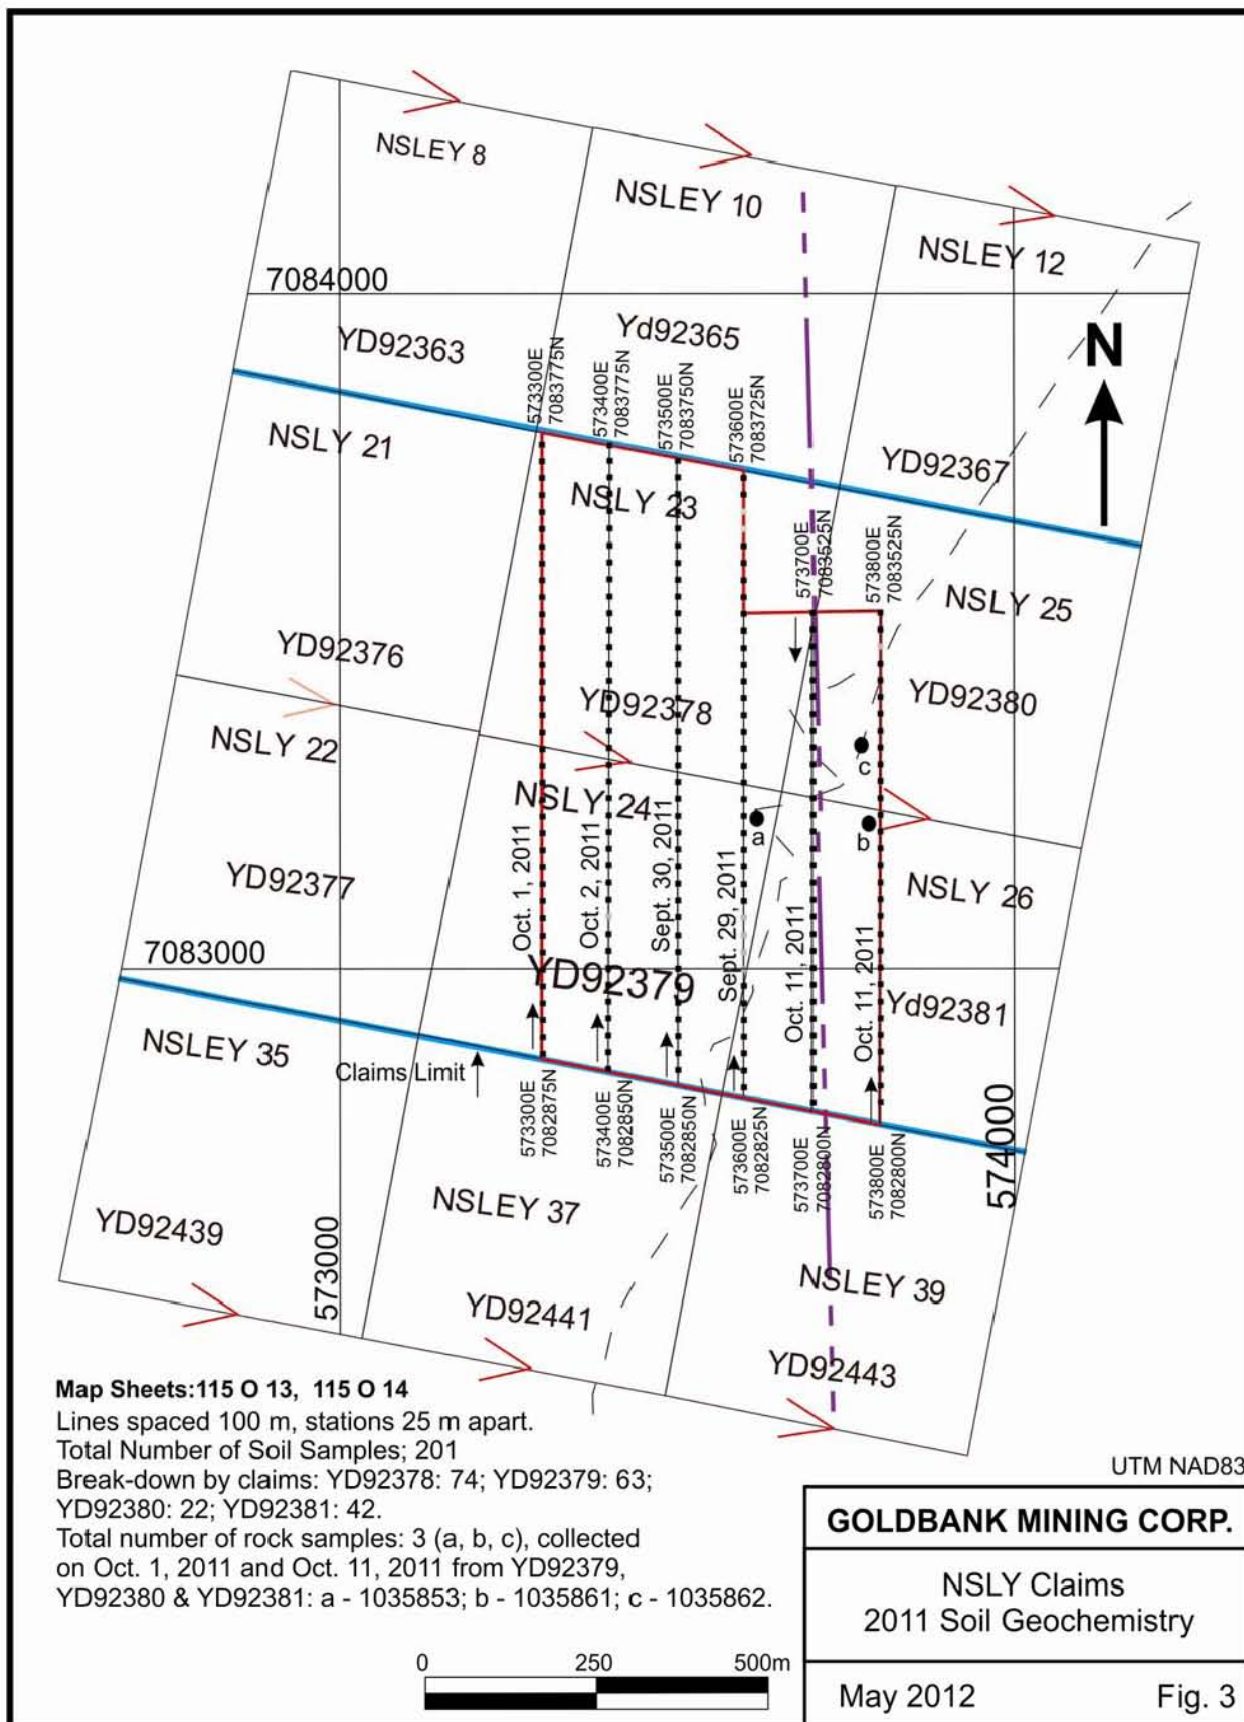 NSLEY 8
NSLEY 10
NSLEY 12
7084000
YD92363
Yd92365
N
573300E
7083775N
573400E
7083775N
573500E
7083750N
573600E
7083725N
NSLY 21
NSLY 23
YD92367
573700E
7083525N
573800E
7083525N
NSLY 25
YD92376
YD92378
YD92380
NSLY 22
c
NSLY 24
a
b
YD92377
Oct. 1, 2011
Oct. 2, 2011
Sept. 30, 2011
Sept. 29, 2011
Oct. 11, 2011
Oct. 11, 2011
NSLY 26
7083000
YD92379
Yd92381
NSLEY 35
Claims Limit
573300E
7082875N
573400E
7082850N
573500E
7082850N
573600E
7082825N
573700E
7082800N
573800E
7082800N
574000
NSLEY 37
YD92439
573000
NSLEY 39
YD92441
YD92443
Map Sheets:115 O 13, 115 O 14
Lines spaced 100 m, stations 25 m apart.
Total Number of Soil Samples; 201
Break-down by claims: YD92378: 74; YD92379: 63;
YD92380: 22; YD92381: 42.
Total number of rock samples: 3 (a, b, c), collected
on Oct. 1, 2011 and Oct. 11, 2011 from YD92379,
YD92380 & YD92381: a - 1035853; b - 1035861; c - 1035862.
UTM NAD83
GOLDBANK MINING CORP.
NSLY Claims
2011 Soil Geochemistry
0 250 500m
May 2012 Fig. 3